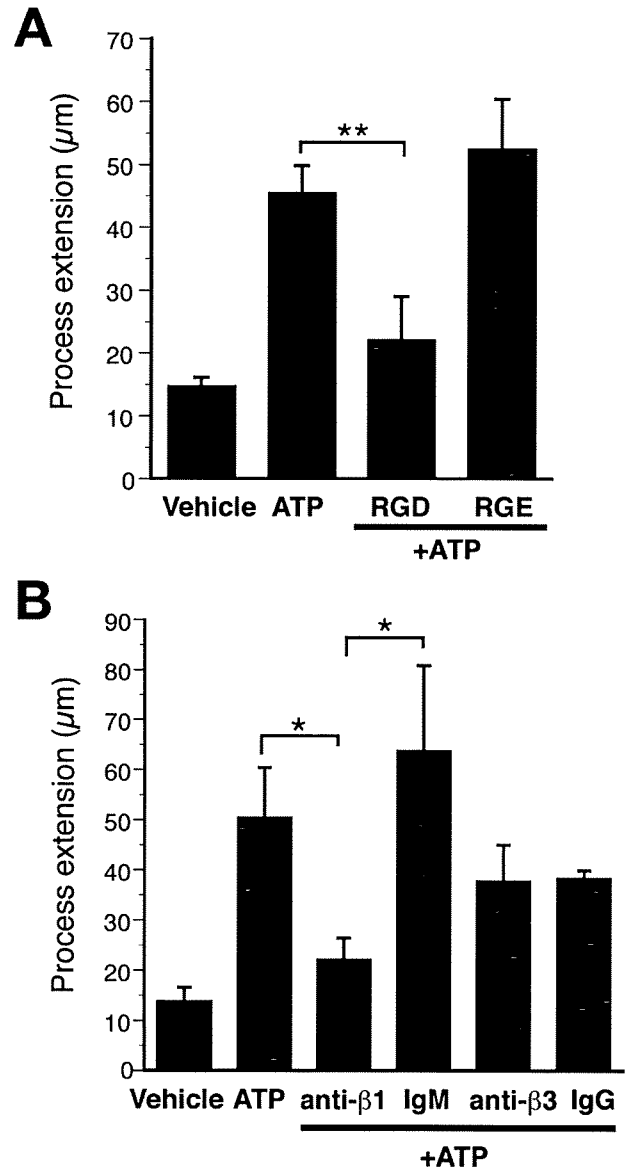 A
Process extension (µm)
70
60
50
40
30
20
10
0
**
Vehicle ATP RGD RGE
+ATP
B
Process extension (µm)
90
80
70
60
50
40
30
20
10
0
*
*
Vehicle ATP anti-β1 IgM anti-β3 IgG
+ATP